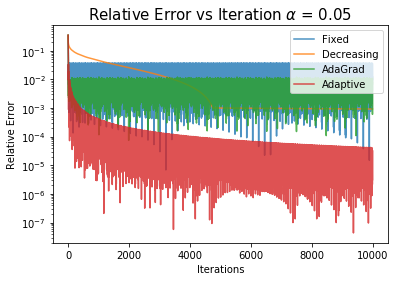 Relative Error vs Iteration α = 0.05
Relative Error
10⁻¹
10⁻²
10⁻³
10⁻⁴
10⁻⁵
10⁻⁶
10⁻⁷
Fixed
Decreasing
AdaGrad
Adaptive
0 2000 4000 6000 8000 10000
Iterations